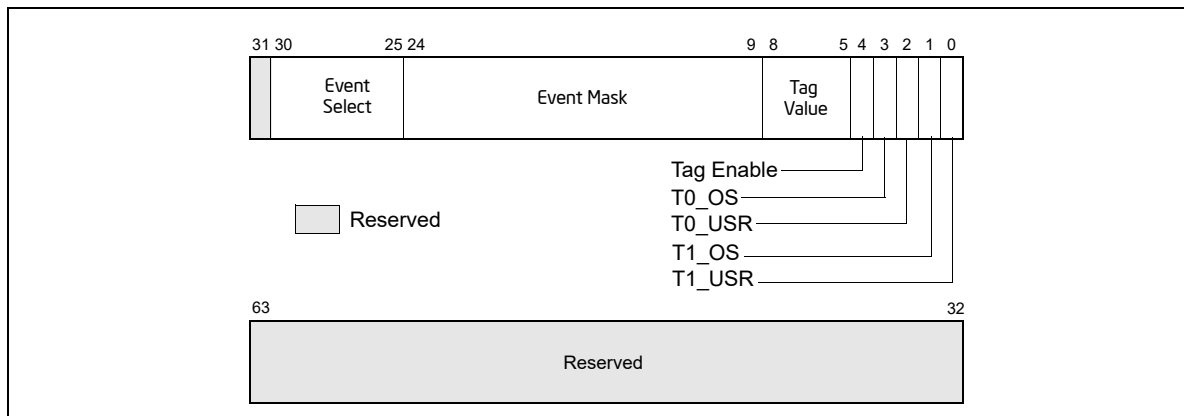 31 30 25 24 9 8 5 4 3 2 1 0
Event
Select
Event Mask
Tag
Value
Tag Enable
T0_OS
Reserved
T0_USR
T1_OS
T1_USR
63 32
Reserved